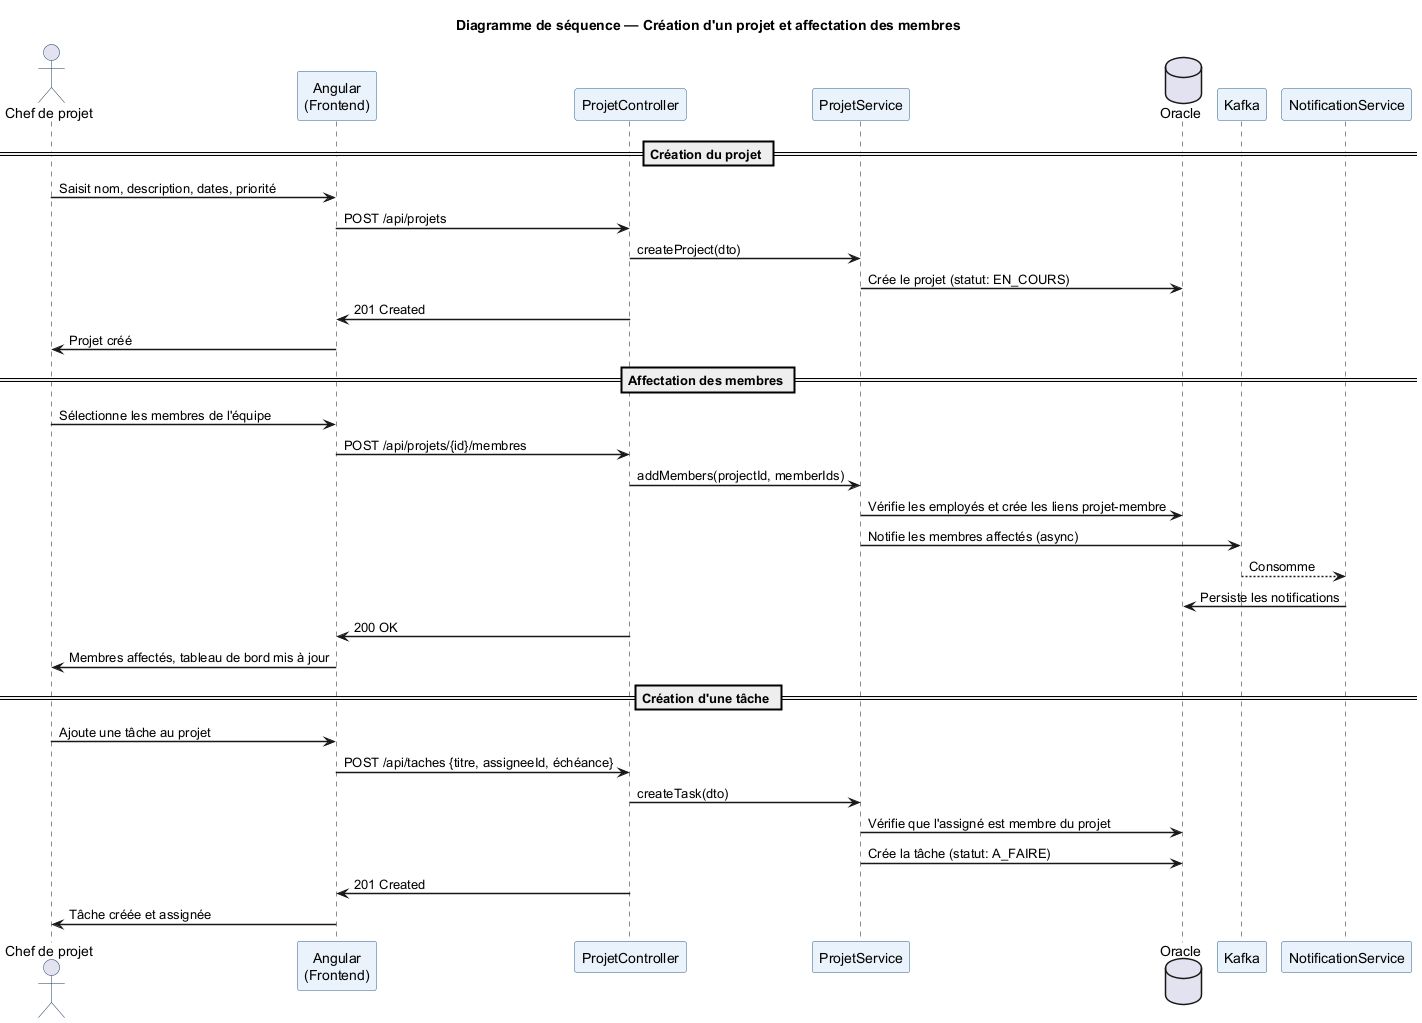 Diagramme de séquence — Création d'un projet et affectation des membres
Chef de projet
Angular
(Frontend)
ProjetController
ProjetService
Oracle
Kafka
NotificationService
Création du projet
Saisit nom, description, dates, priorité
POST /api/projets
createProject(dto)
Crée le projet (statut: EN_COURS)
201 Created
Projet créé
Affectation des membres
Sélectionne les membres de l'équipe
POST /api/projets/{id}/membres
addMembers(projectId, memberIds)
Vérifie les employés et crée les liens projet-membre
Notifie les membres affectés (async)
Consomme
Persiste les notifications
200 OK
Membres affectés, tableau de bord mis à jour
Création d'une tâche
Ajoute une tâche au projet
POST /api/taches {titre, assigneeId, échéance}
createTask(dto)
Vérifie que l'assigné est membre du projet
Crée la tâche (statut: A_FAIRE)
201 Created
Tâche créée et assignée
Chef de projet
Angular
(Frontend)
ProjetController
ProjetService
Oracle
Kafka
NotificationService